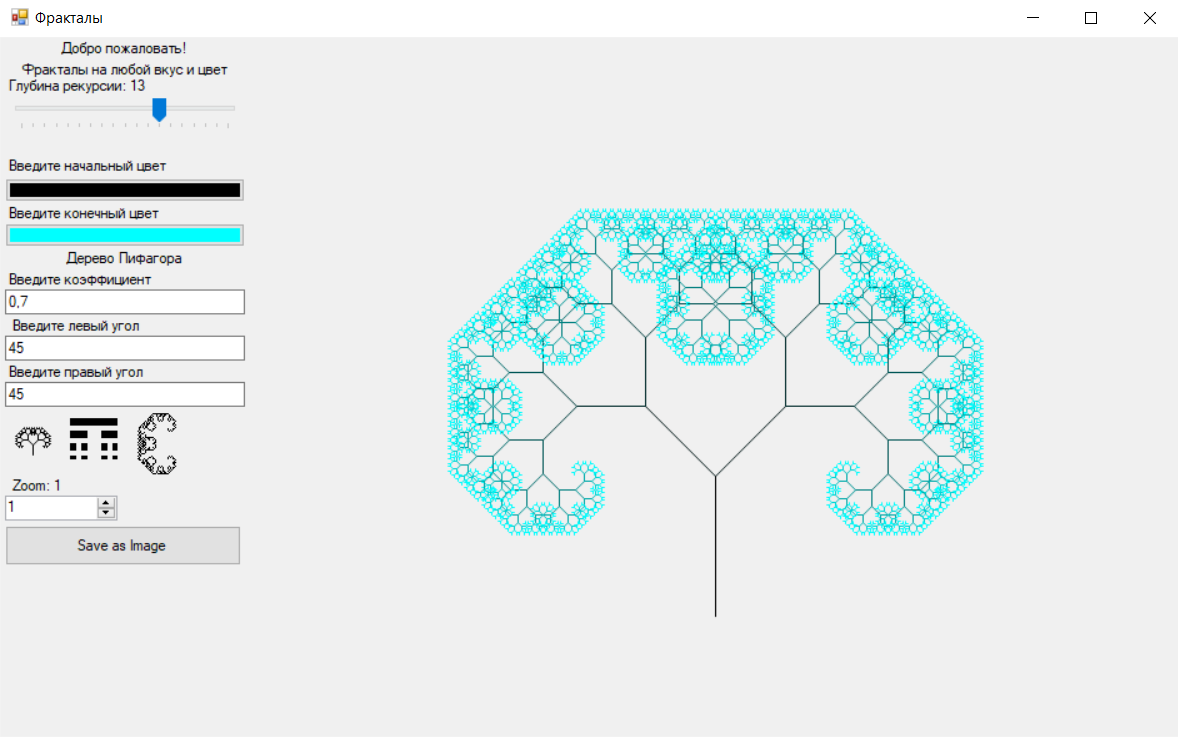 Фракталы
Добро пожаловать!
Фракталы на любой вкус и цвет
Глубина рекурсии: 13
Введите начальный цвет
Введите конечный цвет
Дерево Пифагора
Введите коэффициент
0,7
Введите левый угол
45
Введите правый угол
45
Zoom: 1
1
Save as Image